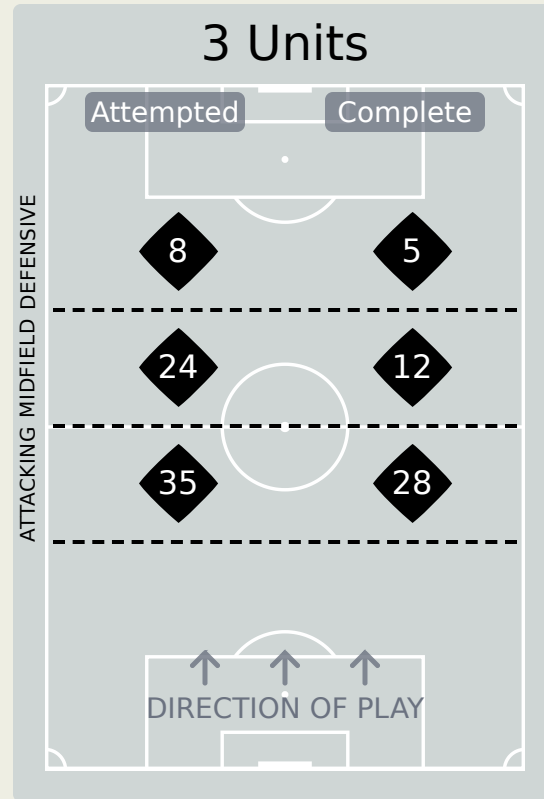 3 Units
Attempted Complete
ATTACKING MIDFIELD DEFENSIVE
8 5
24 12
35 28
DIRECTION OF PLAY